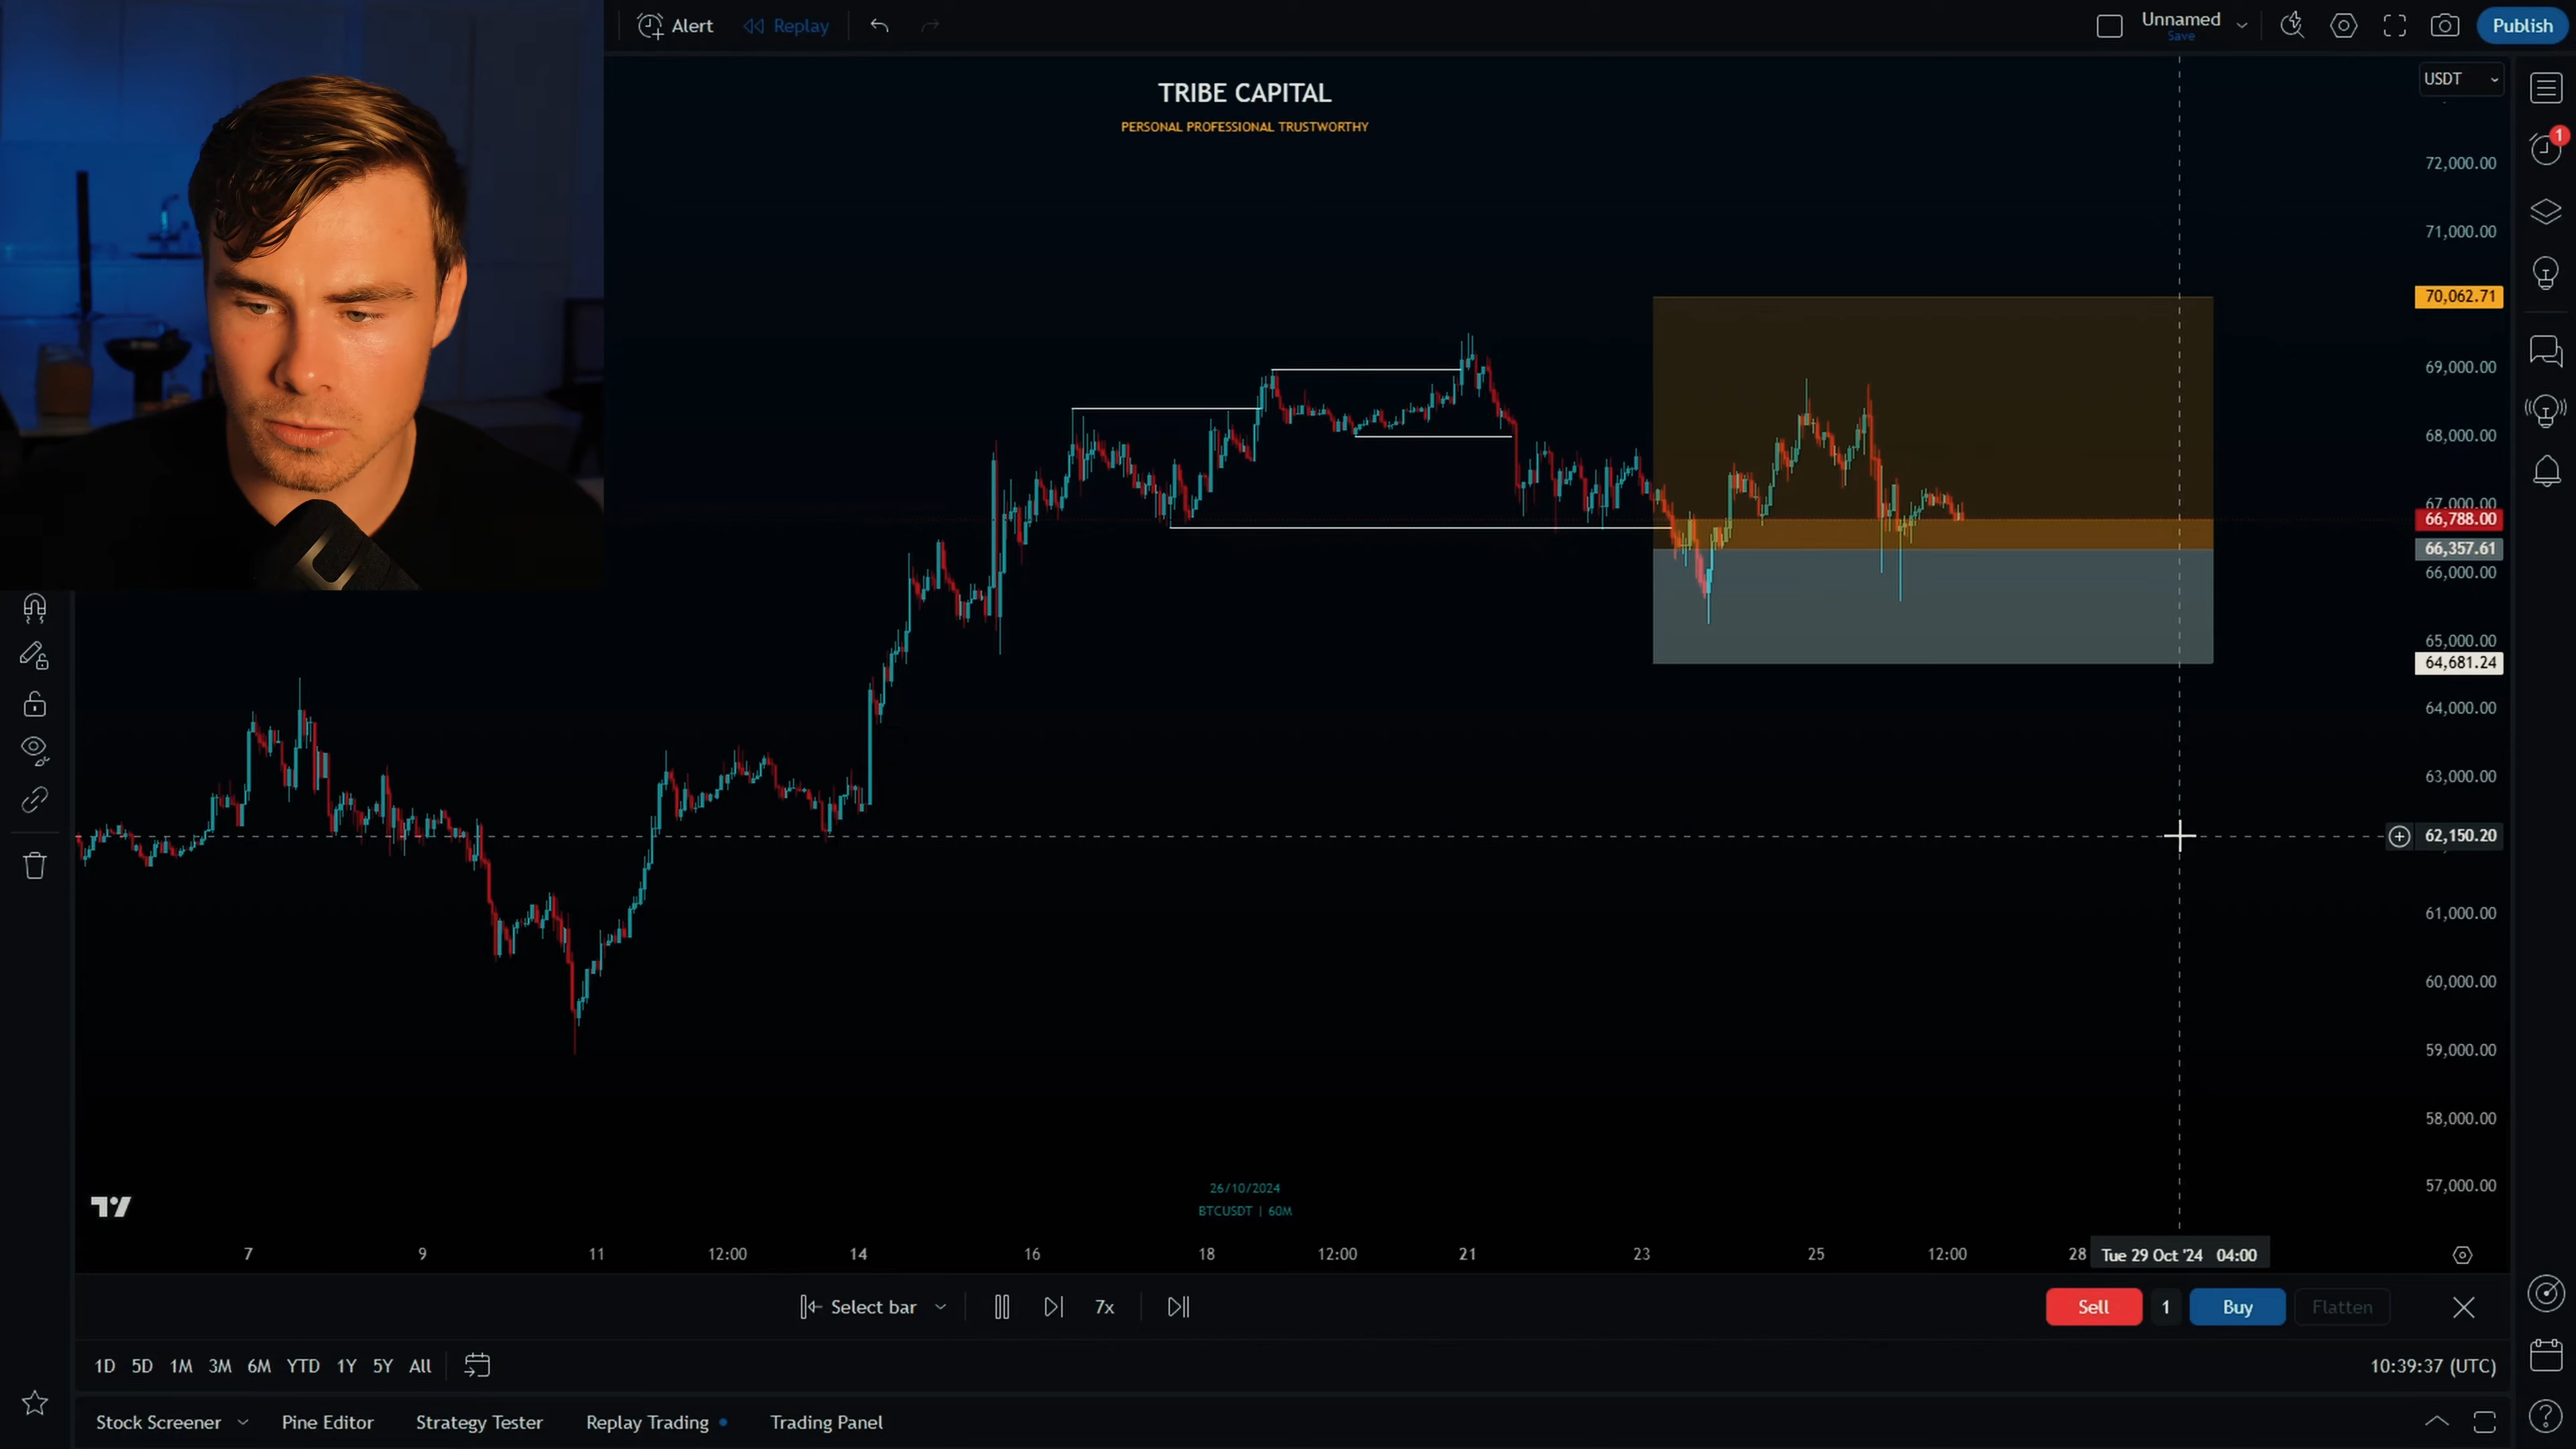 Alert
Replay
Unnamed
Save
Publish
TRIBE CAPITAL
PERSONAL PROFESSIONAL TRUSTWORTHY
USDT
1
72,000.00
71,000.00
70,062.71
69,000.00
68,000.00
67,000.00
66,788.00
66,357.61
66,000.00
65,000.00
64,681.24
64,000.00
63,000.00
62,150.20
61,000.00
60,000.00
59,000.00
58,000.00
57,000.00
26/10/2024
BTCUSDT | 60M
7 9 11 12:00 14 16 18 12:00 21 23 25 12:00 28 Tue 29 Oct '24 04:00
Select bar 7x Sell 1 Buy Flatten
1D 5D 1M 3M 6M YTD 1Y 5Y All 10:39:37 (UTC)
Stock Screener Pine Editor Strategy Tester Replay Trading Trading Panel